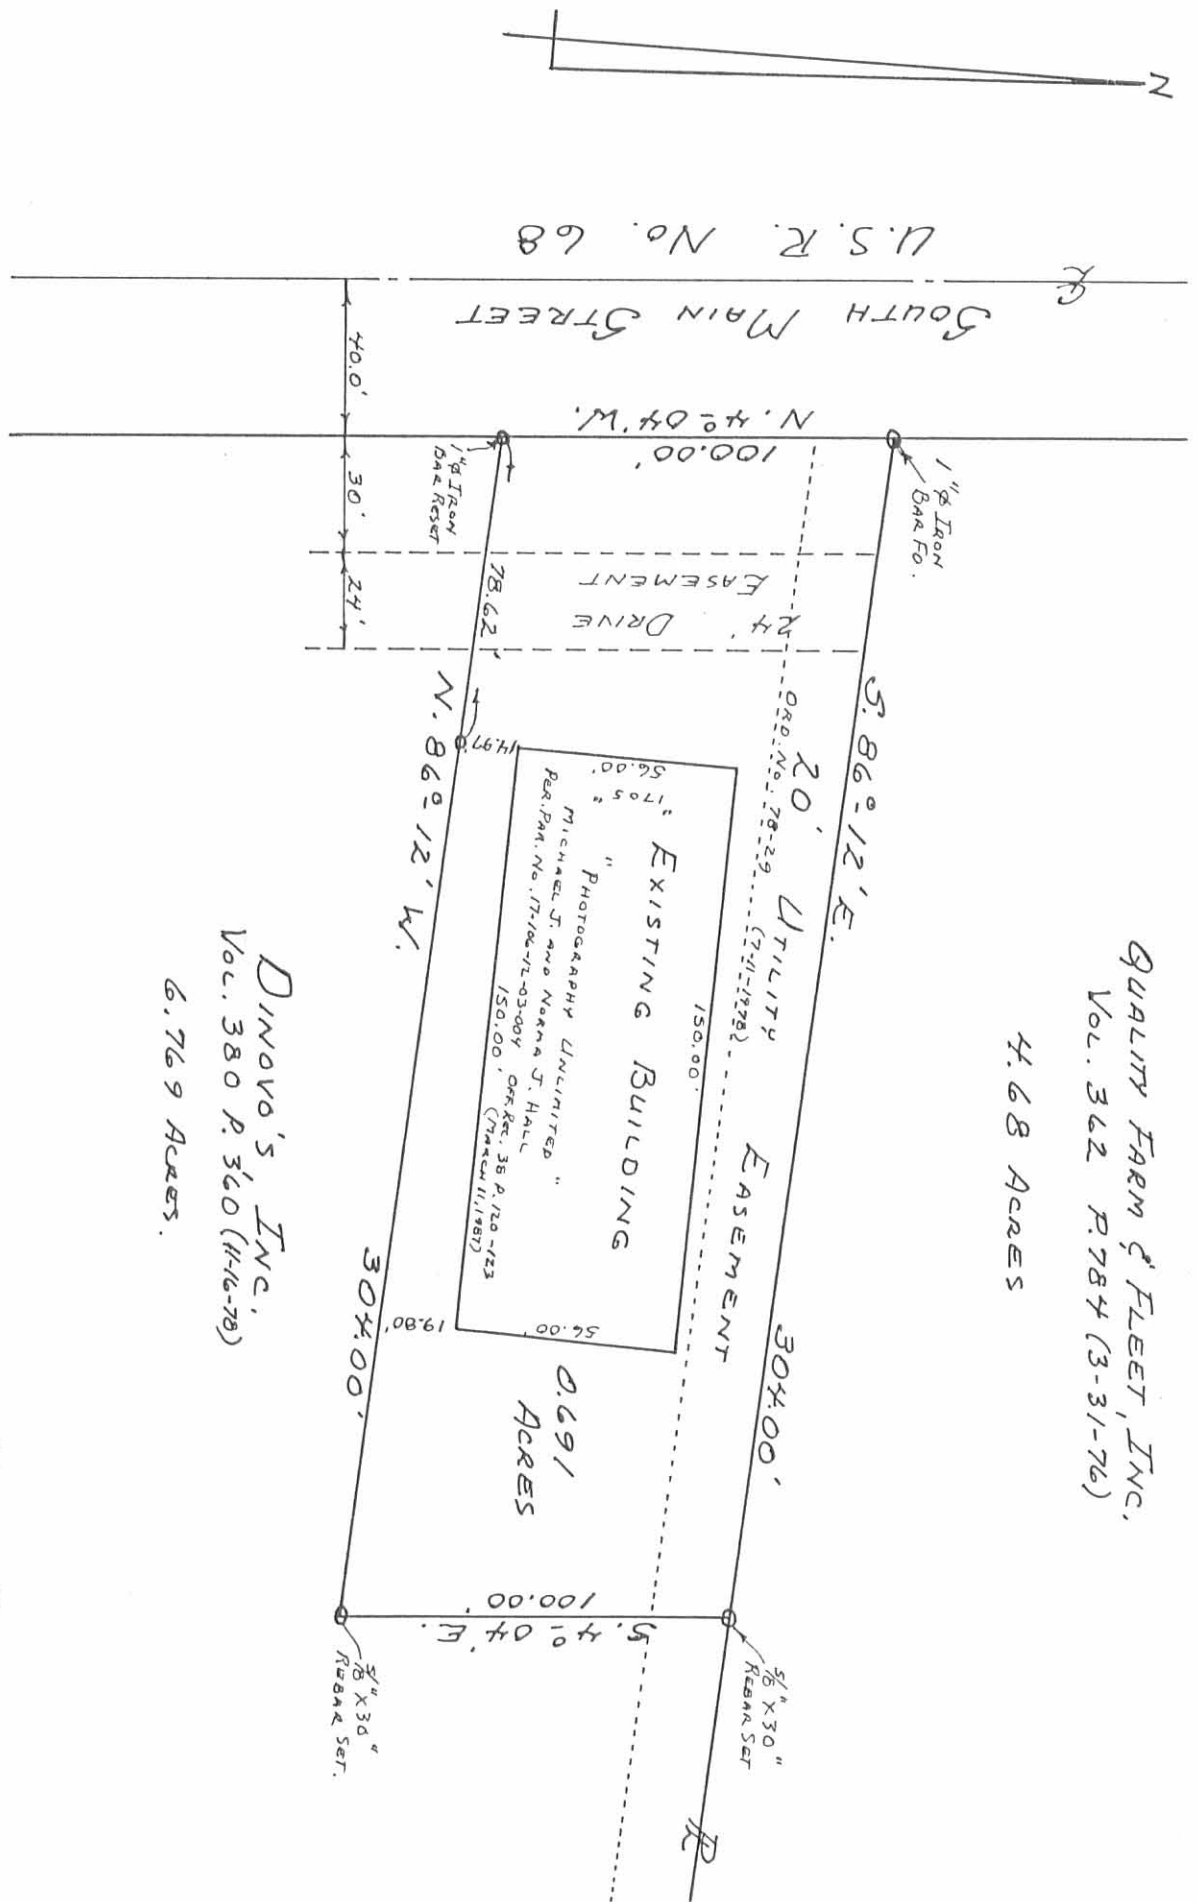 N
U.S.R. No. 68
SOUTH MAIN STREET
℄
40.0'
30'
24'
N. 4º 04' W.
100.00'
1"ø IRON
BAR FD.
1"ø IRON
BAR RESET
24' DRIVE
EASEMENT
78.62'
N. 86º 12' W.
304.00'
S. 86º 12' E.
304.00'
20' UTILITY EASEMENT
ORD. No. 78-29 (7-11-1978)
14.97'
56.00'
150.00'
"1705"
EXISTING BUILDING
"PHOTOGRAPHY UNLIMITED"
MICHAEL J. AND NORMA J. HALL
PER. PAR. No. 17-106-12-03-004 OFF. REC. 38 P. 120-123
(MARCH 11, 1987)
150.00'
56.00'
19.80'
0.691
ACRES
100.00'
S. 4º 04' E.
5/8" X 30"
REBAR SET
5/8" X 30"
REBAR SET.
QUALITY FARM & FLEET, INC.
VOL. 362 P. 784 (3-31-76)
4.68 ACRES
DINOVO'S, INC.
VOL. 380 P. 360 (11-16-78)
6.769 ACRES.